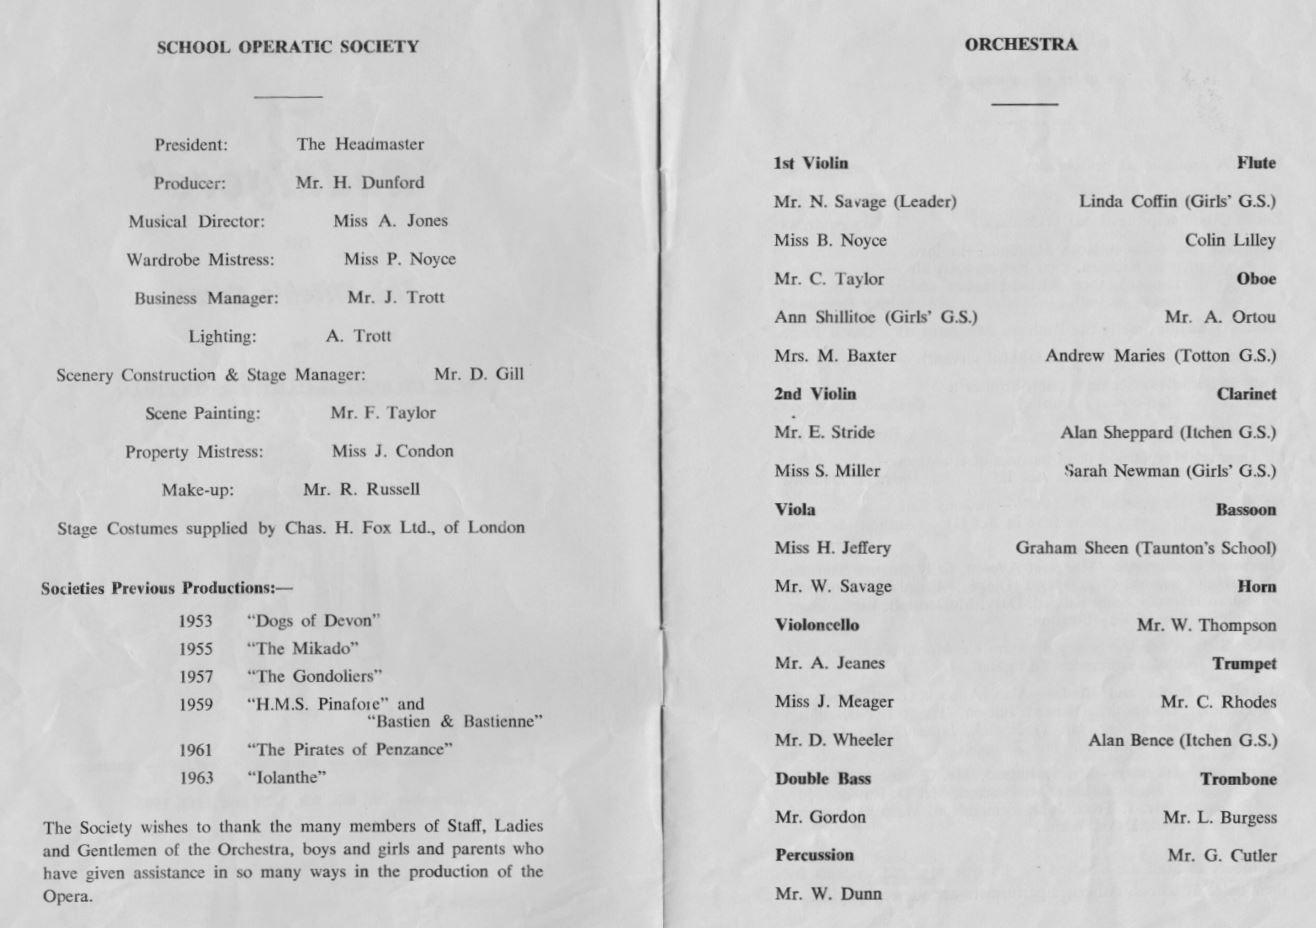 SCHOOL OPERATIC SOCIETY
President: The Headmaster
Producer: Mr. H. Dunford
Musical Director: Miss A. Jones
Wardrobe Mistress: Miss P. Noyce
Business Manager: Mr. J. Trott
Lighting: A. Trott
Scenery Construction & Stage Manager: Mr. D. Gill
Scene Painting: Mr. F. Taylor
Property Mistress: Miss J. Condon
Make-up: Mr. R. Russell
Stage Costumes supplied by Chas. H. Fox Ltd., of London
Societies Previous Productions:—
1953 “Dogs of Devon”
1955 “The Mikado”
1957 “The Gondoliers”
1959 “H.M.S. Pinafore” and
“Bastien & Bastienne”
1961 “The Pirates of Penzance”
1963 “Iolanthe”
The Society wishes to thank the many members of Staff, Ladies
and Gentlemen of the Orchestra, boys and girls and parents who
have given assistance in so many ways in the production of the
Opera.
ORCHESTRA
1st Violin
Mr. N. Savage (Leader)
Miss B. Noyce
Mr. C. Taylor
Ann Shillitoe (Girls’ G.S.)
Mrs. M. Baxter
2nd Violin
Mr. E. Stride
Miss S. Miller
Viola
Miss H. Jeffery
Mr. W. Savage
Violoncello
Mr. A. Jeanes
Miss J. Meager
Mr. D. Wheeler
Double Bass
Mr. Gordon
Percussion
Mr. W. Dunn
Flute
Linda Coffin (Girls’ G.S.)
Colin Lilley
Oboe
Mr. A. Ortou
Andrew Maries (Totton G.S.)
Clarinet
Alan Sheppard (Itchen G.S.)
Sarah Newman (Girls’ G.S.)
Bassoon
Graham Sheen (Taunton’s School)
Horn
Mr. W. Thompson
Trumpet
Mr. C. Rhodes
Alan Bence (Itchen G.S.)
Trombone
Mr. L. Burgess
Mr. G. Cutler